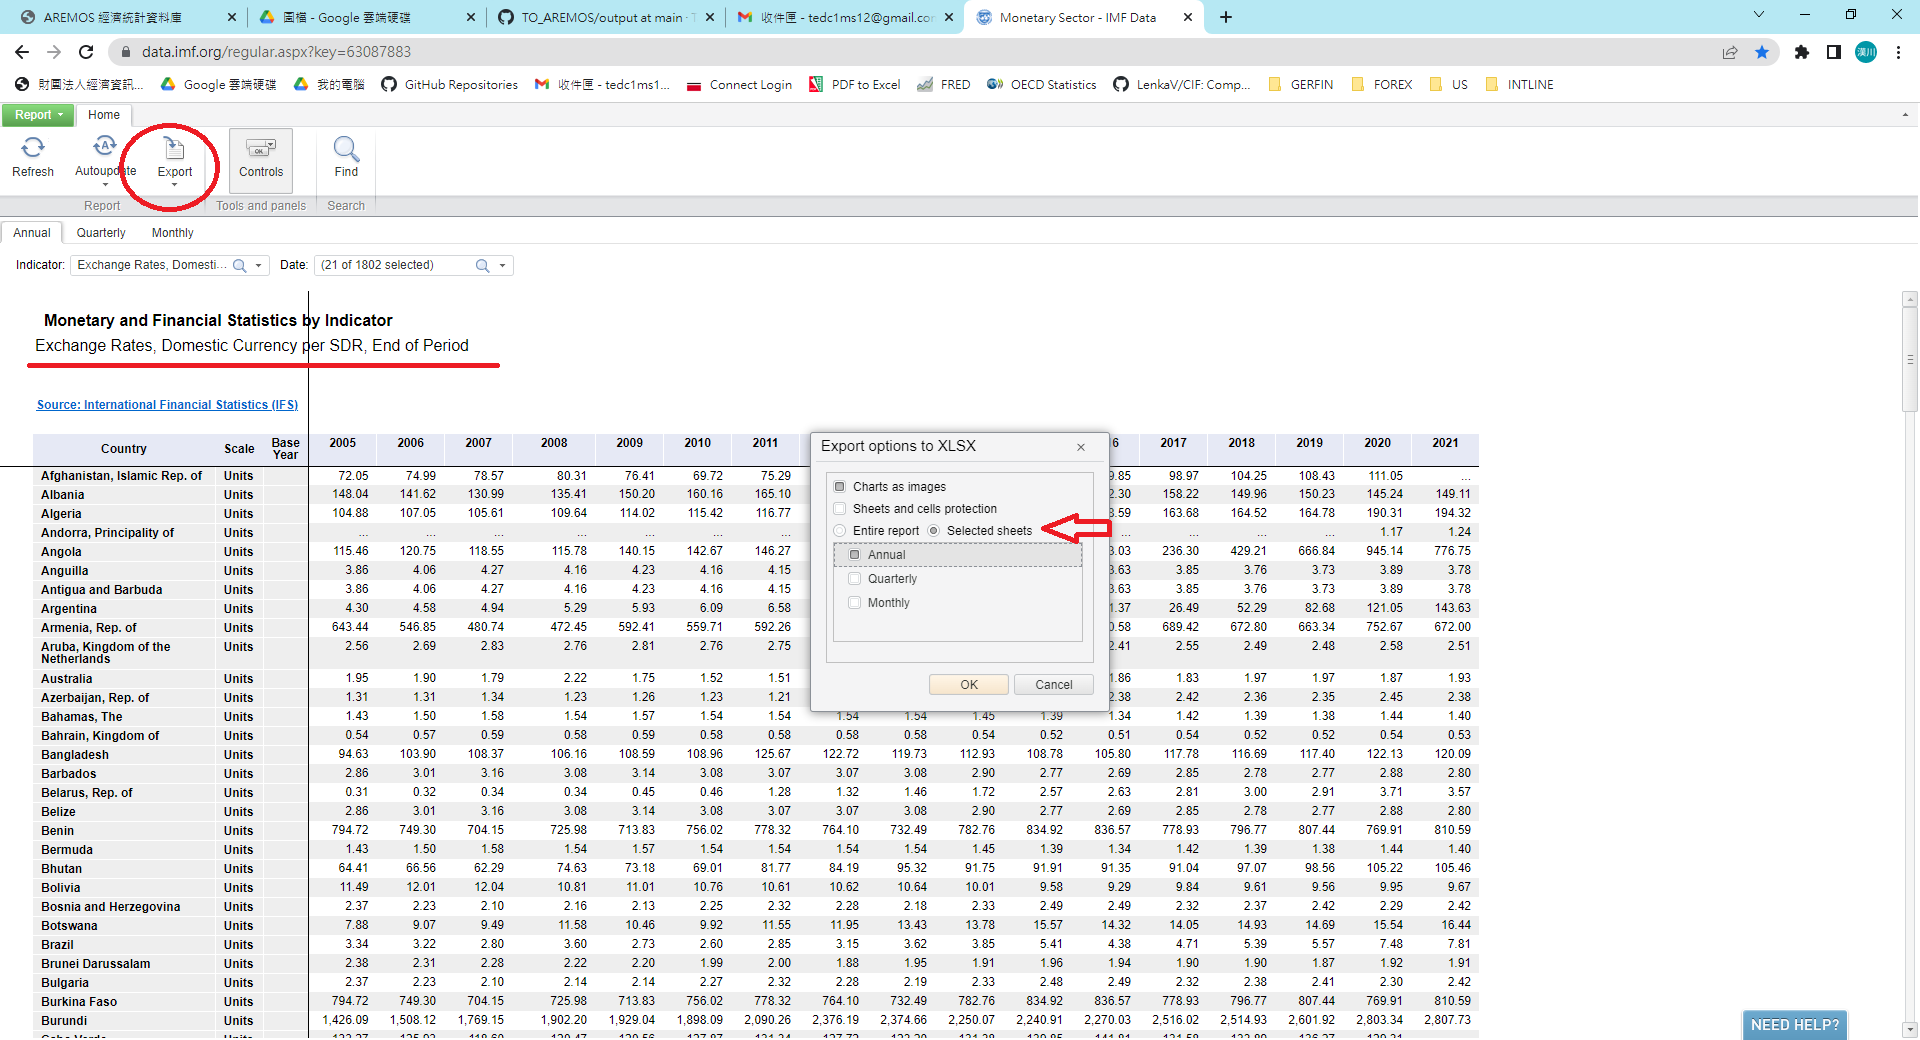 AREMOS 經濟統計資料庫
圖檔 - Google 雲端硬碟
TO_AREMOS/output at main · T
收件匣 - tedc1ms12@gmail.cor
Monetary Sector - IMF Data
data.imf.org/regular.aspx?key=63087883
漢川
財團法人經濟資訊...
Google 雲端硬碟
我的電腦
GitHub Repositories
收件匣 - tedc1ms1...
Connect Login
PDF to Excel
FRED
OECD Statistics
LenkaV/CIF: Comp...
GERFIN
FOREX
US
INTLINE
Report Home
Refresh Autoupdate Export Controls Find
Report Tools and panels Search
Annual Quarterly Monthly
Indicator: Exchange Rates, Domesti... Date: (21 of 1802 selected)
Monetary and Financial Statistics by Indicator
Exchange Rates, Domestic Currency per SDR, End of Period
Source: International Financial Statistics (IFS)
Country Scale Base Year 2005 2006 2007 2008 2009 2010 2011 16 2017 2018 2019 2020 2021
Afghanistan, Islamic Rep. of Units 72.05 74.99 78.57 80.31 76.41 69.72 75.29 9.85 98.97 104.25 108.43 111.05 ...
Albania Units 148.04 141.62 130.99 135.41 150.20 160.16 165.10 2.30 158.22 149.96 150.23 145.24 149.11
Algeria Units 104.88 107.05 105.61 109.64 114.02 115.42 116.77 3.59 163.68 164.52 164.78 190.31 194.32
Andorra, Principality of Units ... ... ... ... ... ... ... ... ... ... ... 1.17 1.24
Angola Units 115.46 120.75 118.55 115.78 140.15 142.67 146.27 3.03 236.30 429.21 666.84 945.14 776.75
Anguilla Units 3.86 4.06 4.27 4.16 4.23 4.16 4.15 3.63 3.85 3.76 3.73 3.89 3.78
Antigua and Barbuda Units 3.86 4.06 4.27 4.16 4.23 4.16 4.15 3.63 3.85 3.76 3.73 3.89 3.78
Argentina Units 4.30 4.58 4.94 5.29 5.93 6.09 6.58 1.37 26.49 52.29 82.68 121.05 143.63
Armenia, Rep. of Units 643.44 546.85 480.74 472.45 592.41 559.71 592.26 0.58 689.42 672.80 663.34 752.67 672.00
Aruba, Kingdom of the Netherlands Units 2.56 2.69 2.83 2.76 2.81 2.76 2.75 2.41 2.55 2.49 2.48 2.58 2.51
Australia Units 1.95 1.90 1.79 2.22 1.75 1.52 1.51 1.86 1.83 1.97 1.97 1.87 1.93
Azerbaijan, Rep. of Units 1.31 1.31 1.34 1.23 1.26 1.23 1.21 2.38 2.42 2.36 2.35 2.45 2.38
Bahamas, The Units 1.43 1.50 1.58 1.54 1.57 1.54 1.54 1.54 1.54 1.45 1.39 1.34 1.42 1.39 1.38 1.44 1.40
Bahrain, Kingdom of Units 0.54 0.57 0.59 0.58 0.59 0.58 0.58 0.58 0.58 0.54 0.52 0.51 0.54 0.52 0.52 0.54 0.53
Bangladesh Units 94.63 103.90 108.37 106.16 108.59 108.96 125.67 122.72 119.73 112.93 108.78 105.80 117.78 116.69 117.40 122.13 120.09
Barbados Units 2.86 3.01 3.16 3.08 3.14 3.08 3.07 3.07 3.08 2.90 2.77 2.69 2.85 2.78 2.77 2.88 2.80
Belarus, Rep. of Units 0.31 0.32 0.34 0.34 0.45 0.46 1.28 1.32 1.46 1.72 2.57 2.63 2.81 3.00 2.91 3.71 3.57
Belize Units 2.86 3.01 3.16 3.08 3.14 3.08 3.07 3.07 3.08 2.90 2.77 2.69 2.85 2.78 2.77 2.88 2.80
Benin Units 794.72 749.30 704.15 725.98 713.83 756.02 778.32 764.10 732.49 782.76 834.92 836.57 778.93 796.77 807.44 769.91 810.59
Bermuda Units 1.43 1.50 1.58 1.54 1.57 1.54 1.54 1.54 1.54 1.45 1.39 1.34 1.42 1.39 1.38 1.44 1.40
Bhutan Units 64.41 66.56 62.29 74.63 73.18 69.01 81.77 84.19 95.32 91.75 91.91 91.35 91.04 97.07 98.56 105.22 105.46
Bolivia Units 11.49 12.01 12.04 10.81 11.01 10.76 10.61 10.62 10.64 10.01 9.58 9.29 9.84 9.61 9.56 9.95 9.67
Bosnia and Herzegovina Units 2.37 2.23 2.10 2.16 2.13 2.25 2.32 2.28 2.18 2.33 2.49 2.49 2.32 2.37 2.42 2.29 2.42
Botswana Units 7.88 9.07 9.49 11.58 10.46 9.92 11.55 11.95 13.43 13.78 15.57 14.32 14.05 14.93 14.69 15.54 16.44
Brazil Units 3.34 3.22 2.80 3.60 2.73 2.60 2.85 3.15 3.62 3.85 5.41 4.38 4.71 5.39 5.57 7.48 7.81
Brunei Darussalam Units 2.38 2.31 2.28 2.22 2.20 1.99 2.00 1.88 1.95 1.91 1.96 1.94 1.90 1.90 1.87 1.92 1.91
Bulgaria Units 2.37 2.23 2.10 2.14 2.14 2.27 2.32 2.28 2.19 2.33 2.48 2.49 2.32 2.38 2.41 2.30 2.42
Burkina Faso Units 794.72 749.30 704.15 725.98 713.83 756.02 778.32 764.10 732.49 782.76 834.92 836.57 778.93 796.77 807.44 769.91 810.59
Burundi Units 1,426.09 1,508.12 1,769.15 1,902.20 1,929.04 1,898.09 2,090.26 2,376.19 2,374.66 2,250.07 2,240.91 2,270.03 2,516.02 2,514.93 2,601.92 2,803.34 2,807.73
Export options to XLSX
Charts as images
Sheets and cells protection
Entire report Selected sheets
Annual
Quarterly
Monthly
OK Cancel
NEED HELP?